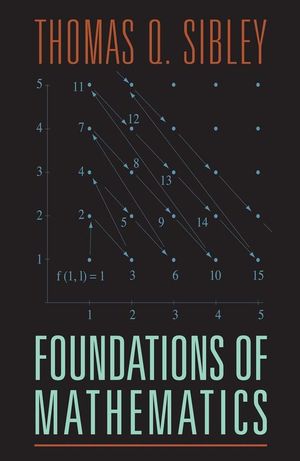 THOMAS Q. SIBLEY
5 11
12
4 7
8
3 4 13
2 2 5 9 14
1
f (1, 1) = 1 3 6 10 15
1 2 3 4 5
FOUNDATIONS OF
MATHEMATICS